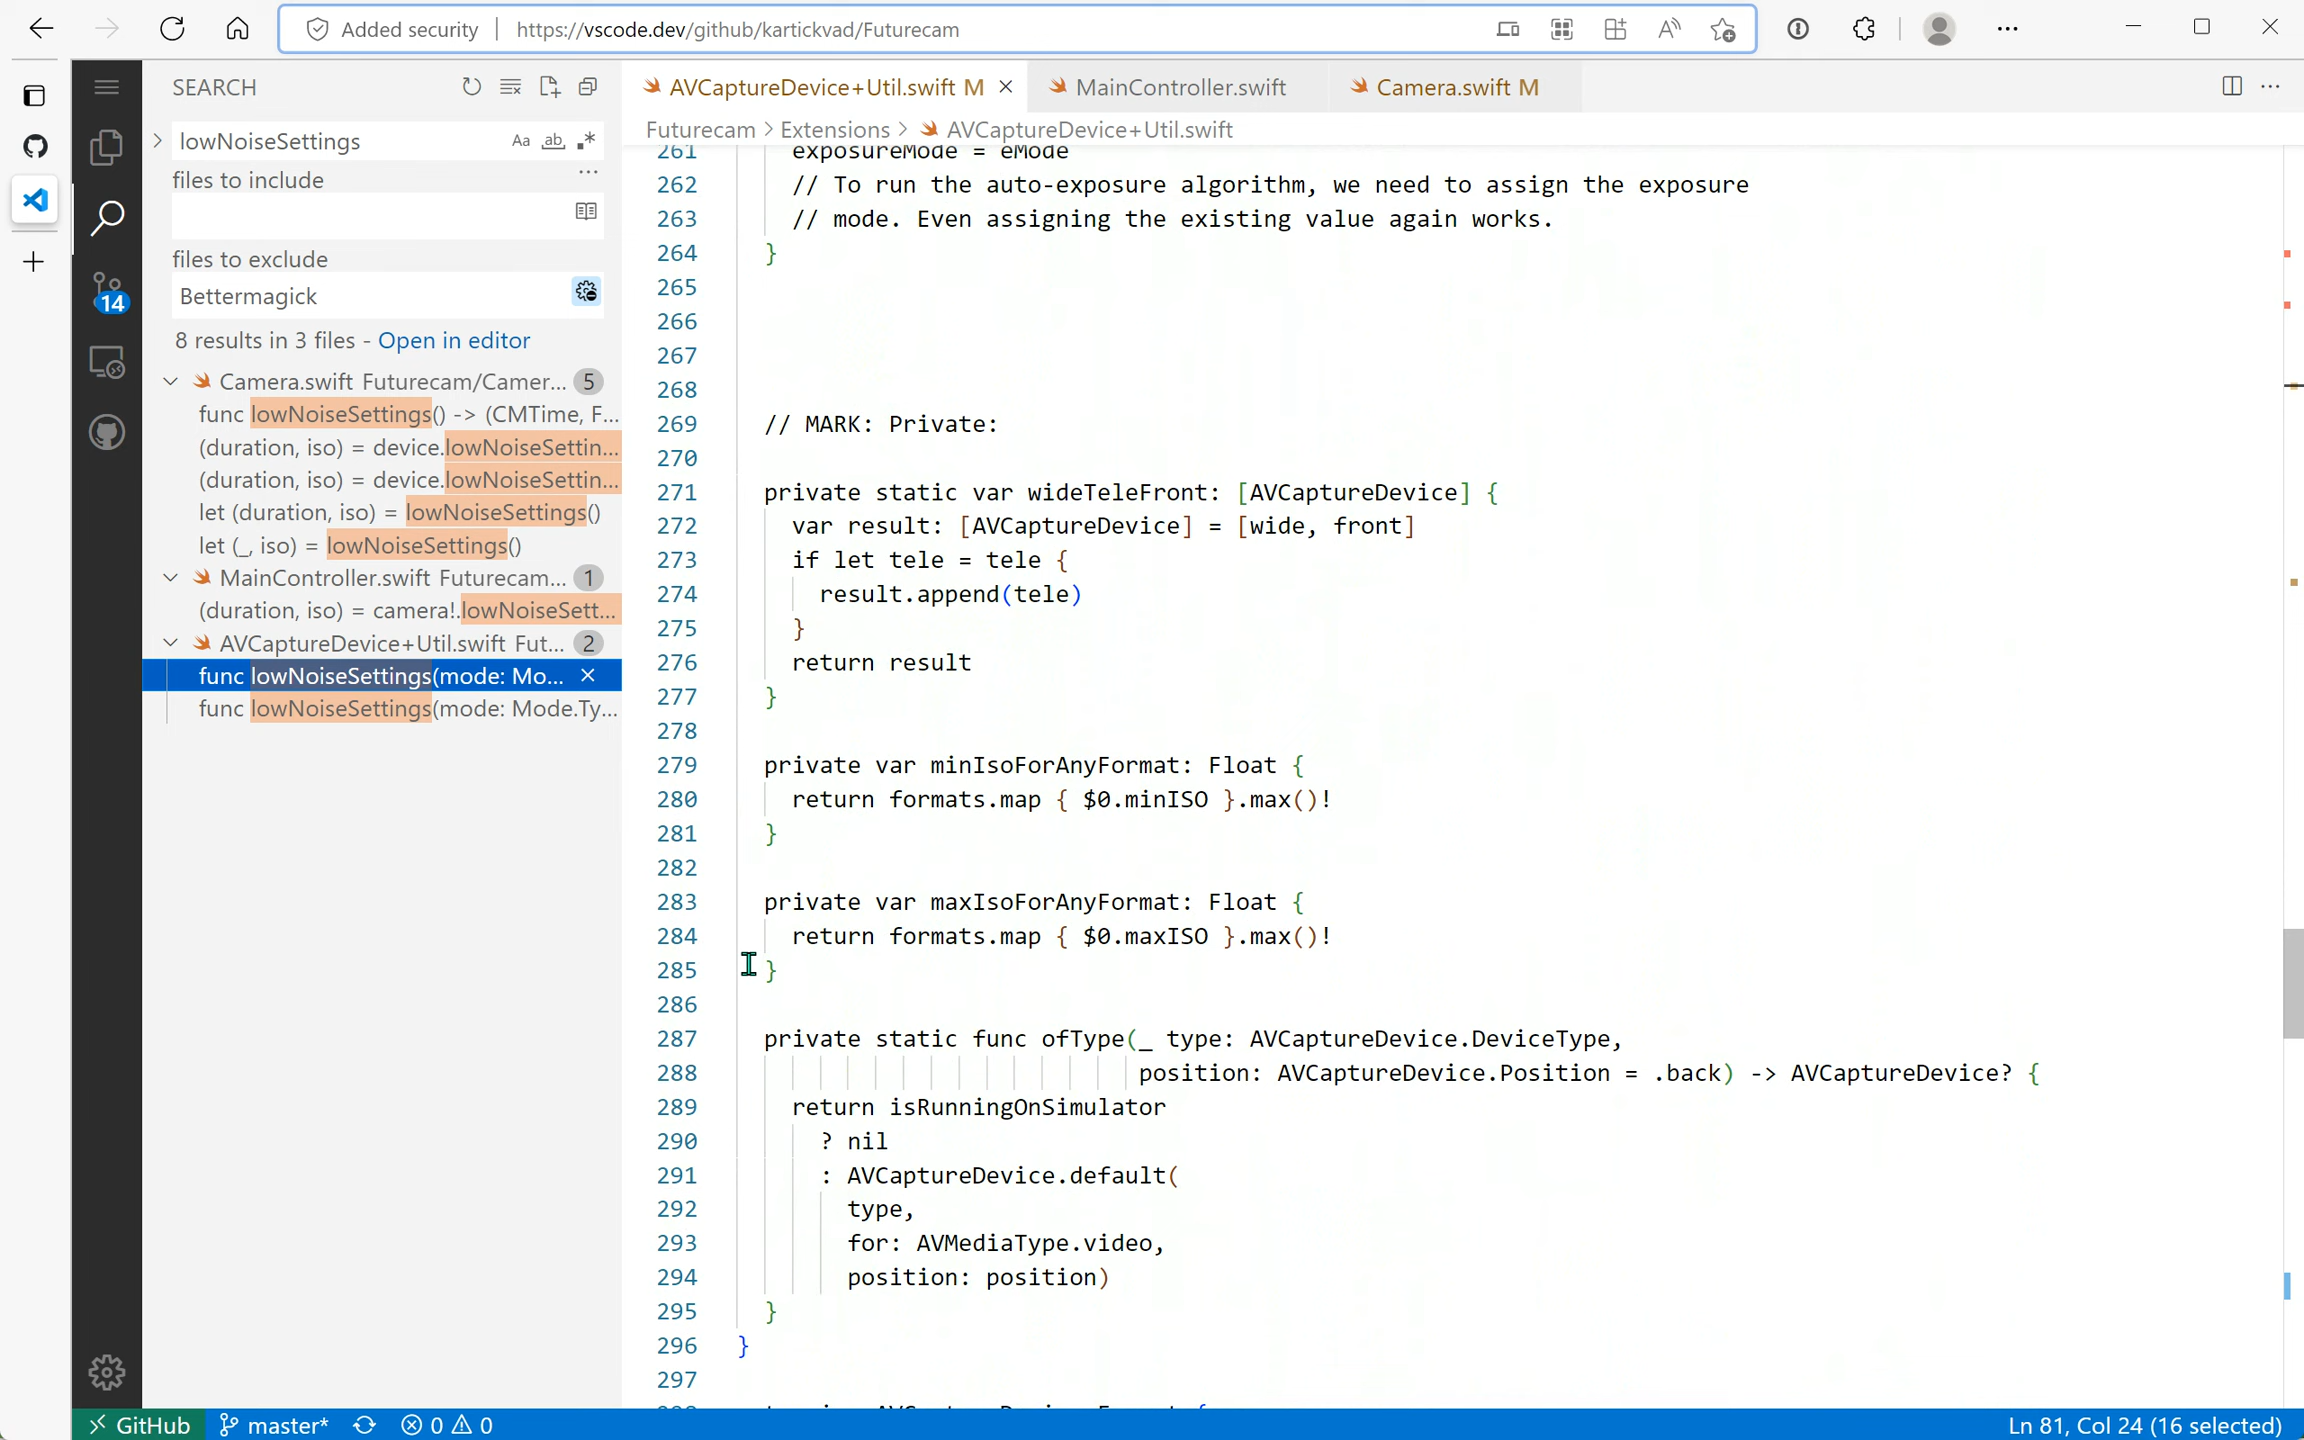 Added security
https://vscode.dev/github/kartickvad/Futurecam
SEARCH
lowNoiseSettings
Aa ab
files to include
files to exclude
Bettermagick
8 results in 3 files - Open in editor
Camera.swift Futurecam/Camer... 5
func lowNoiseSettings() -> (CMTime, F...
(duration, iso) = device.lowNoiseSettin...
(duration, iso) = device.lowNoiseSettin...
let (duration, iso) = lowNoiseSettings()
let (_, iso) = lowNoiseSettings()
MainController.swift Futurecam... 1
(duration, iso) = camera!.lowNoiseSett...
AVCaptureDevice+Util.swift Fut... 2
func lowNoiseSettings(mode: Mo...
func lowNoiseSettings(mode: Mode.Ty...
14
AVCaptureDevice+Util.swift M
MainController.swift
Camera.swift M
Futurecam > Extensions > AVCaptureDevice+Util.swift
261 exposureMode = eMode
262 // To run the auto-exposure algorithm, we need to assign the exposure
263 // mode. Even assigning the existing value again works.
264 }
265
266
267
268
269 // MARK: Private:
270
271 private static var wideTeleFront: [AVCaptureDevice] {
272 var result: [AVCaptureDevice] = [wide, front]
273 if let tele = tele {
274 result.append(tele)
275 }
276 return result
277 }
278
279 private var minIsoForAnyFormat: Float {
280 return formats.map { $0.minISO }.max()!
281 }
282
283 private var maxIsoForAnyFormat: Float {
284 return formats.map { $0.maxISO }.max()!
285 }
286
287 private static func ofType(_ type: AVCaptureDevice.DeviceType,
288 position: AVCaptureDevice.Position = .back) -> AVCaptureDevice? {
289 return isRunningOnSimulator
290 ? nil
291 : AVCaptureDevice.default(
292 type,
293 for: AVMediaType.video,
294 position: position)
295 }
296 }
297
GitHub master* 0 0
Ln 81, Col 24 (16 selected)